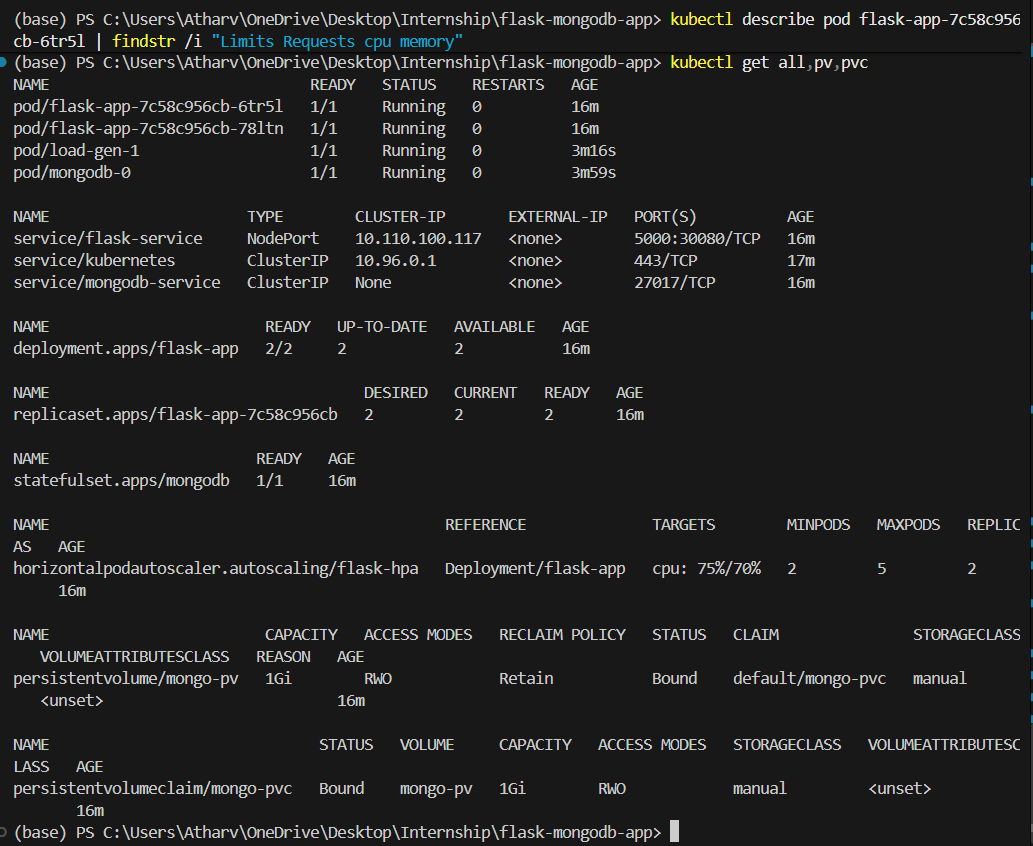 (base) PS C:\Users\Atharv\OneDrive\Desktop\Internship\flask-mongodb-app> kubectl describe pod flask-app-7c58c956
cb-6tr5l | findstr /i "Limits Requests cpu memory"
(base) PS C:\Users\Atharv\OneDrive\Desktop\Internship\flask-mongodb-app> kubectl get all,pv,pvc
NAME READY STATUS RESTARTS AGE
pod/flask-app-7c58c956cb-6tr5l 1/1 Running 0 16m
pod/flask-app-7c58c956cb-78ltn 1/1 Running 0 16m
pod/load-gen-1 1/1 Running 0 3m16s
pod/mongodb-0 1/1 Running 0 3m59s
NAME TYPE CLUSTER-IP EXTERNAL-IP PORT(S) AGE
service/flask-service NodePort 10.110.100.117 <none> 5000:30080/TCP 16m
service/kubernetes ClusterIP 10.96.0.1 <none> 443/TCP 17m
service/mongodb-service ClusterIP None <none> 27017/TCP 16m
NAME READY UP-TO-DATE AVAILABLE AGE
deployment.apps/flask-app 2/2 2 2 16m
NAME DESIRED CURRENT READY AGE
replicaset.apps/flask-app-7c58c956cb 2 2 2 16m
NAME READY AGE
statefulset.apps/mongodb 1/1 16m
NAME REFERENCE TARGETS MINPODS MAXPODS REPLIC
AS AGE
horizontalpodautoscaler.autoscaling/flask-hpa Deployment/flask-app cpu: 75%/70% 2 5 2
16m
NAME CAPACITY ACCESS MODES RECLAIM POLICY STATUS CLAIM STORAGECLASS
VOLUMEATTRIBUTESCLASS REASON AGE
persistentvolume/mongo-pv 1Gi RWO Retain Bound default/mongo-pvc manual
<unset> 16m
NAME STATUS VOLUME CAPACITY ACCESS MODES STORAGECLASS VOLUMEATTRIBUTESC
LASS AGE
persistentvolumeclaim/mongo-pvc Bound mongo-pv 1Gi RWO manual <unset>
16m
(base) PS C:\Users\Atharv\OneDrive\Desktop\Internship\flask-mongodb-app>